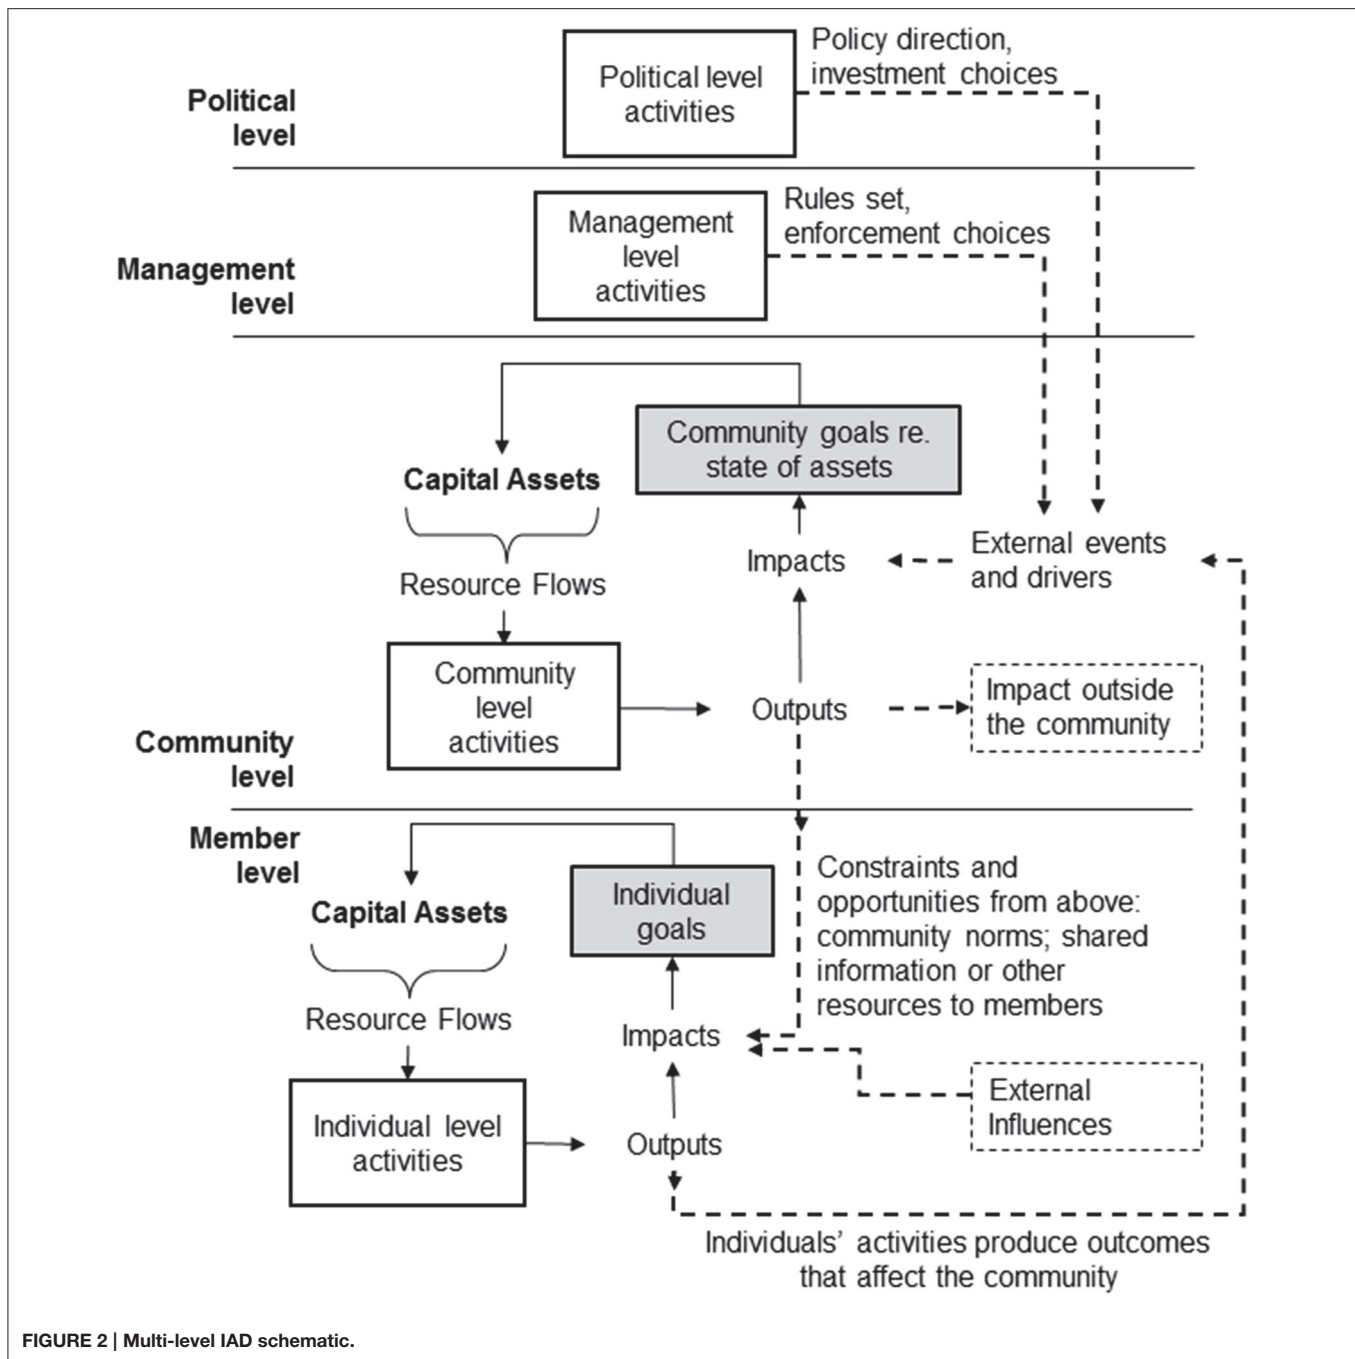 Political level activities
Policy direction,
investment choices
Political
level
Management
level
activities
Rules set,
enforcement choices
Management
level
Community goals re.
state of assets
Capital Assets
Impacts
External events
and drivers
Resource Flows
Community
level
activities
Outputs
Impact outside
the community
Community
level
Member
level
Individual
goals
Capital Assets
Constraints and
opportunities from above:
community norms; shared
information or other
resources to members
Resource Flows
Impacts
External
Influences
Individual level
activities
Outputs
Individuals’ activities produce outcomes
that affect the community
FIGURE 2 | Multi-level IAD schematic.